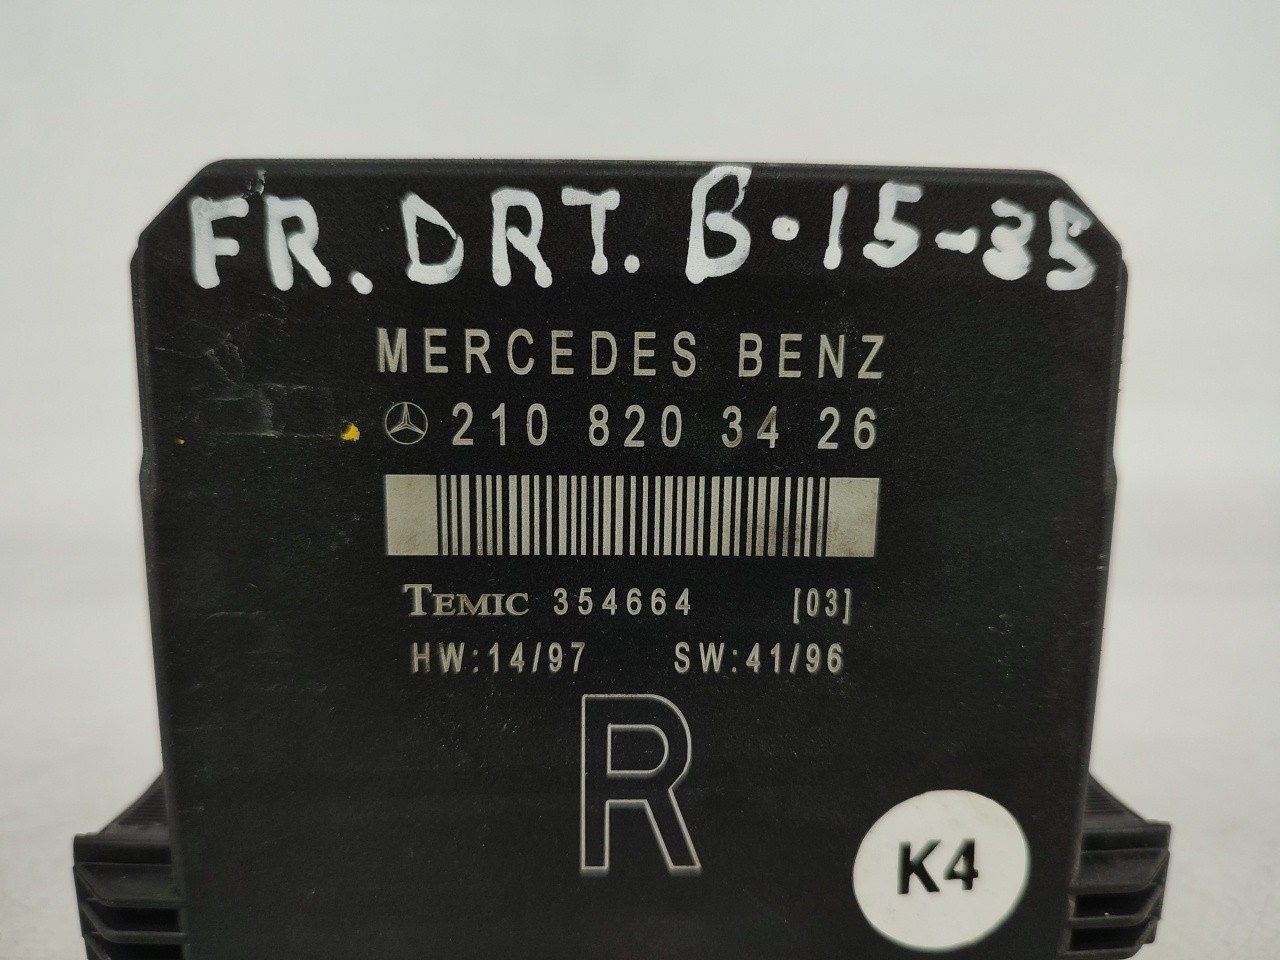 FR. DRT. B-15-35
MERCEDES BENZ
210 820 34 26
TEMIC 354664 [03]
HW:14/97 SW:41/96
R
K4